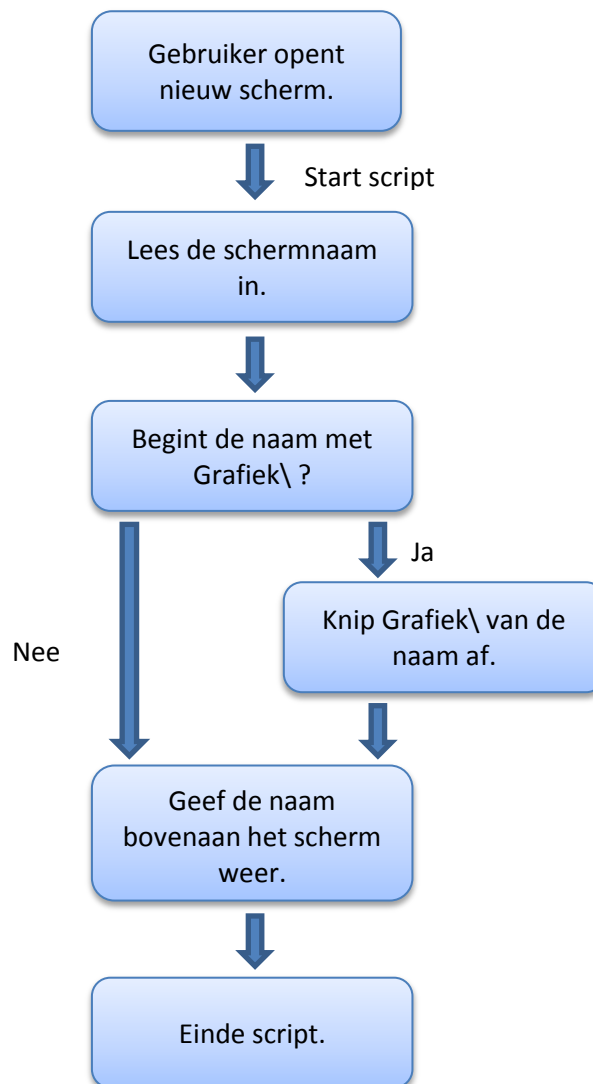 Gebruiker opent
nieuw scherm.
Start script
Lees de schermnaam
in.
Begint de naam met
Grafiek\ ?
Ja
Knip Grafiek\ van de
naam af.
Nee
Geef de naam
bovenaan het scherm
weer.
Einde script.